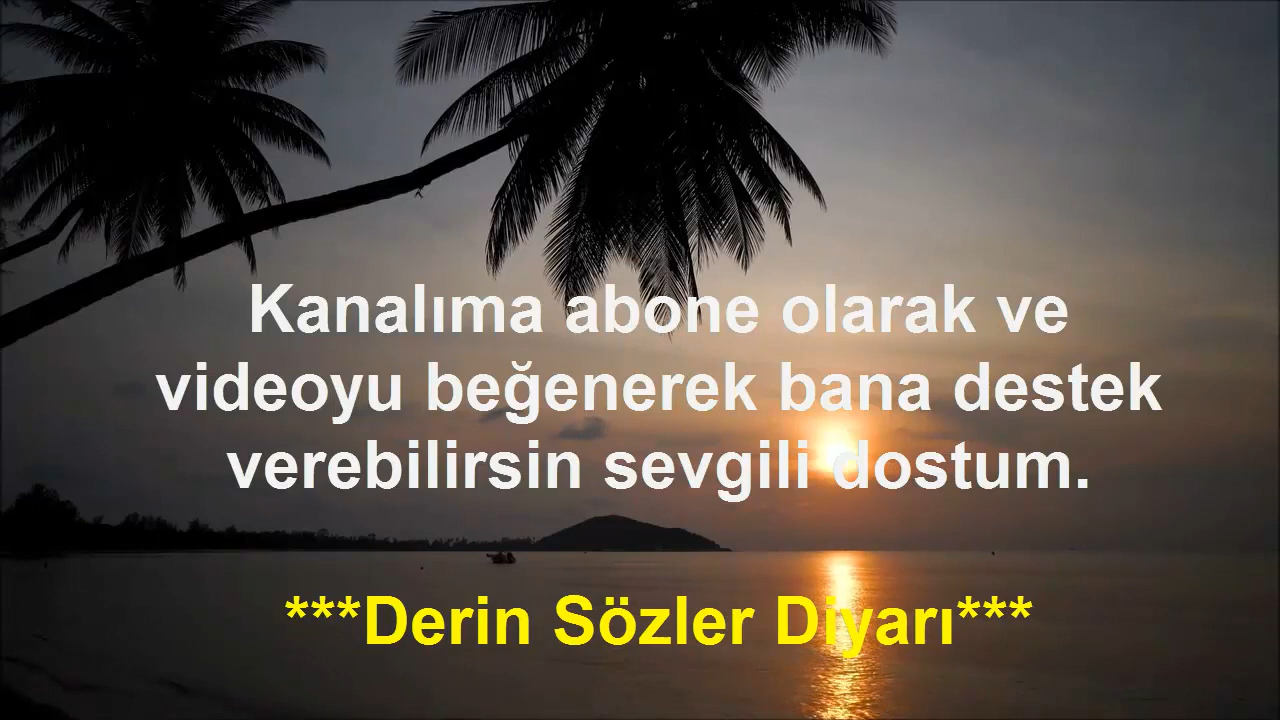 Kanalıma abone olarak ve
videoyu beğenerek bana destek
verebilirsin sevgili dostum.
***Derin Sözler Diyarı***